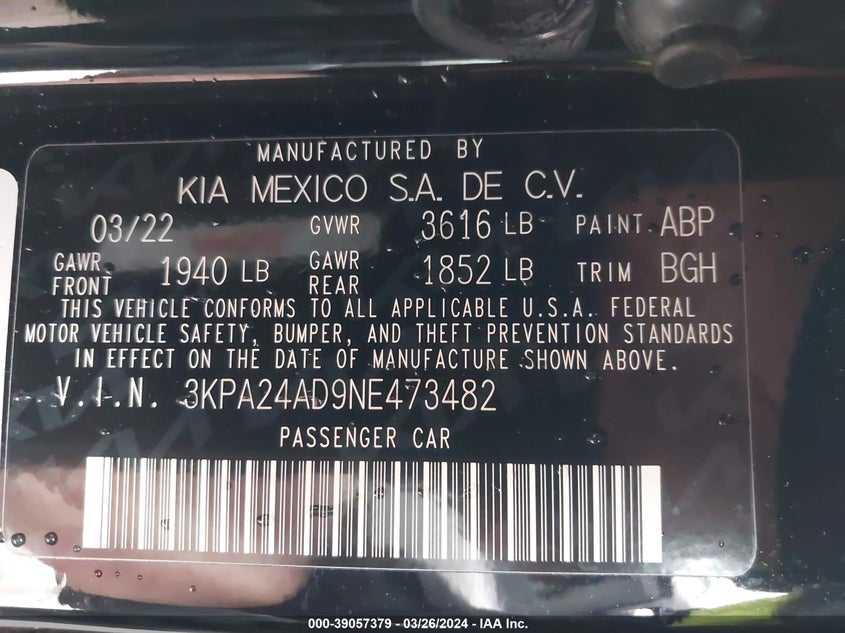 MANUFACTURED BY
KIA MEXICO S.A. DE C.V.
03/22 GVWR 3616 LB PAINT ABP
GAWR FRONT 1940 LB GAWR REAR 1852 LB TRIM BGH
THIS VEHICLE CONFORMS TO ALL APPLICABLE U.S.A. FEDERAL
MOTOR VEHICLE SAFETY, BUMPER, AND THEFT PREVENTION STANDARDS
IN EFFECT ON THE DATE OF MANUFACTURE SHOWN ABOVE.
V.I.N. 3KPA24AD9NE473482
PASSENGER CAR
000-39057379 - 03/26/2024 - IAA Inc.